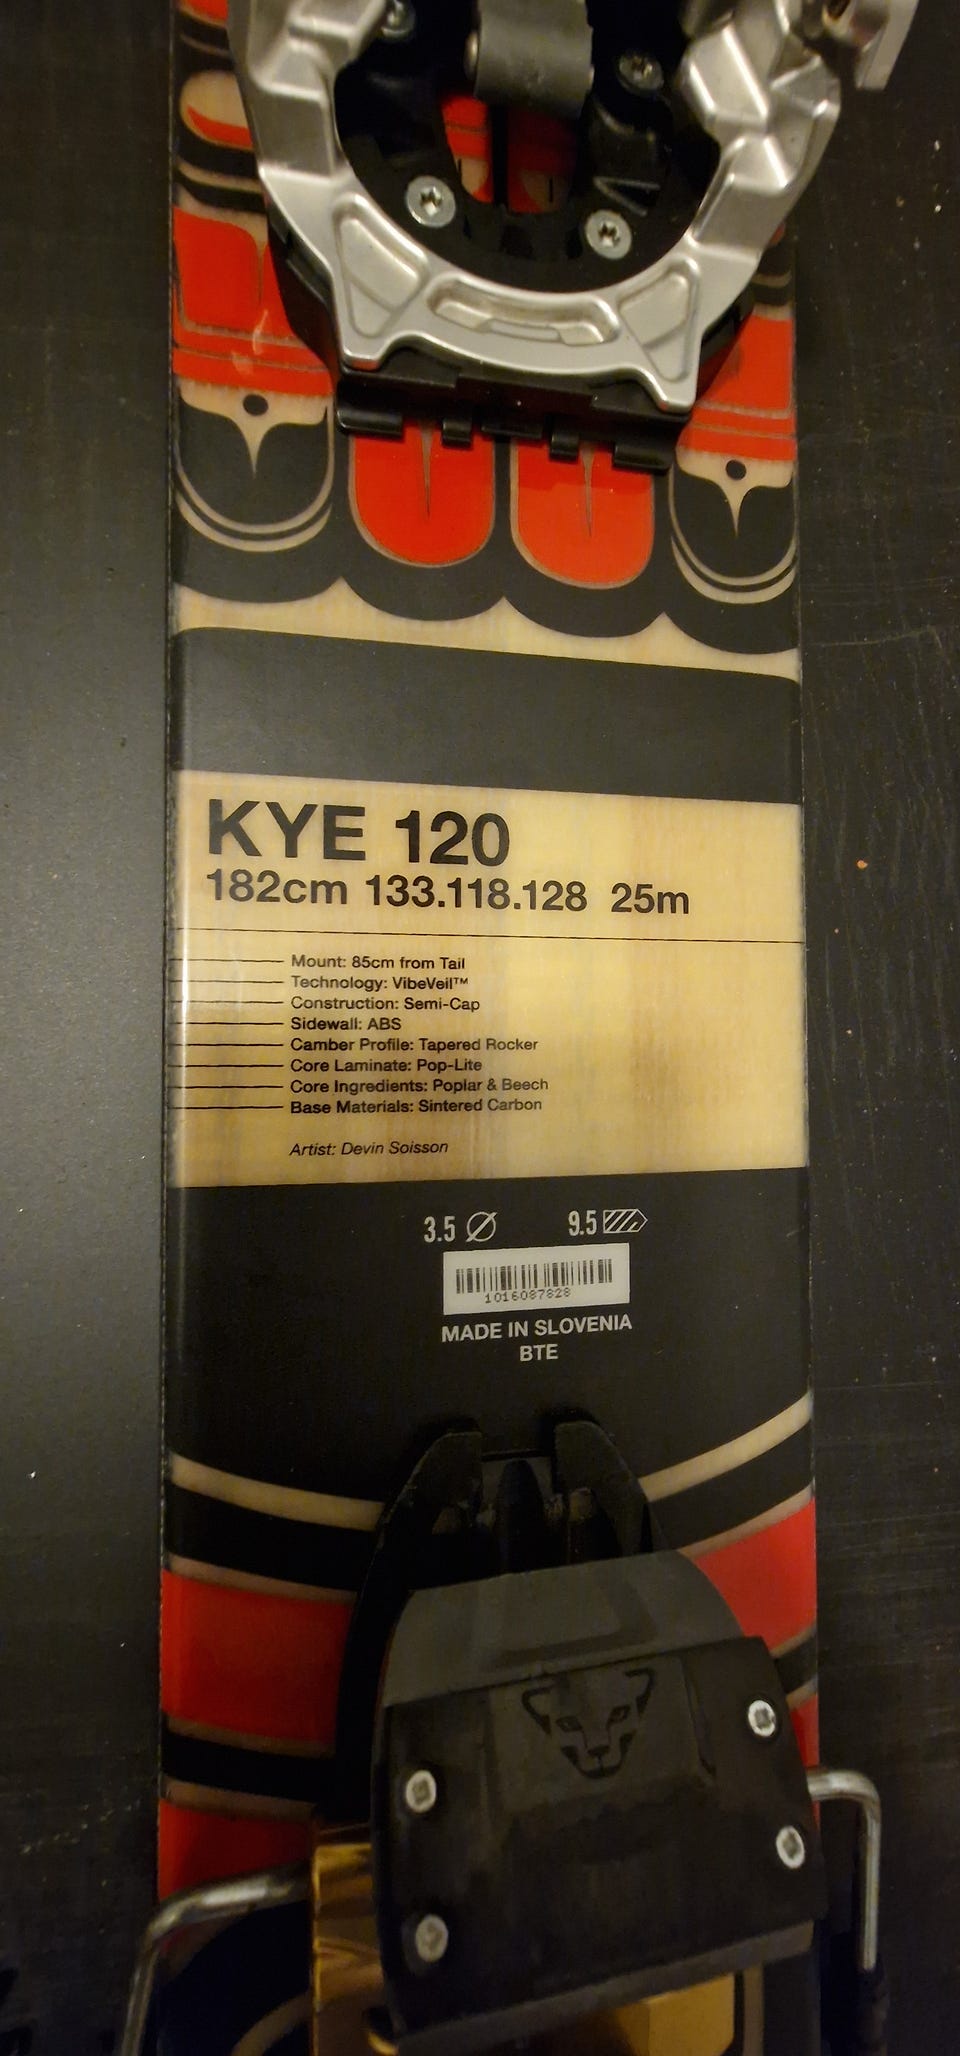 KYE 120
182cm 133.118.128 25m
Mount: 85cm from Tail
Technology: VibeVeil™
Construction: Semi-Cap
Sidewall: ABS
Camber Profile: Tapered Rocker
Core Laminate: Pop-Lite
Core Ingredients: Poplar & Beech
Base Materials: Sintered Carbon
Artist: Devin Soisson
3.5 9.5
1016087828
MADE IN SLOVENIA
BTE